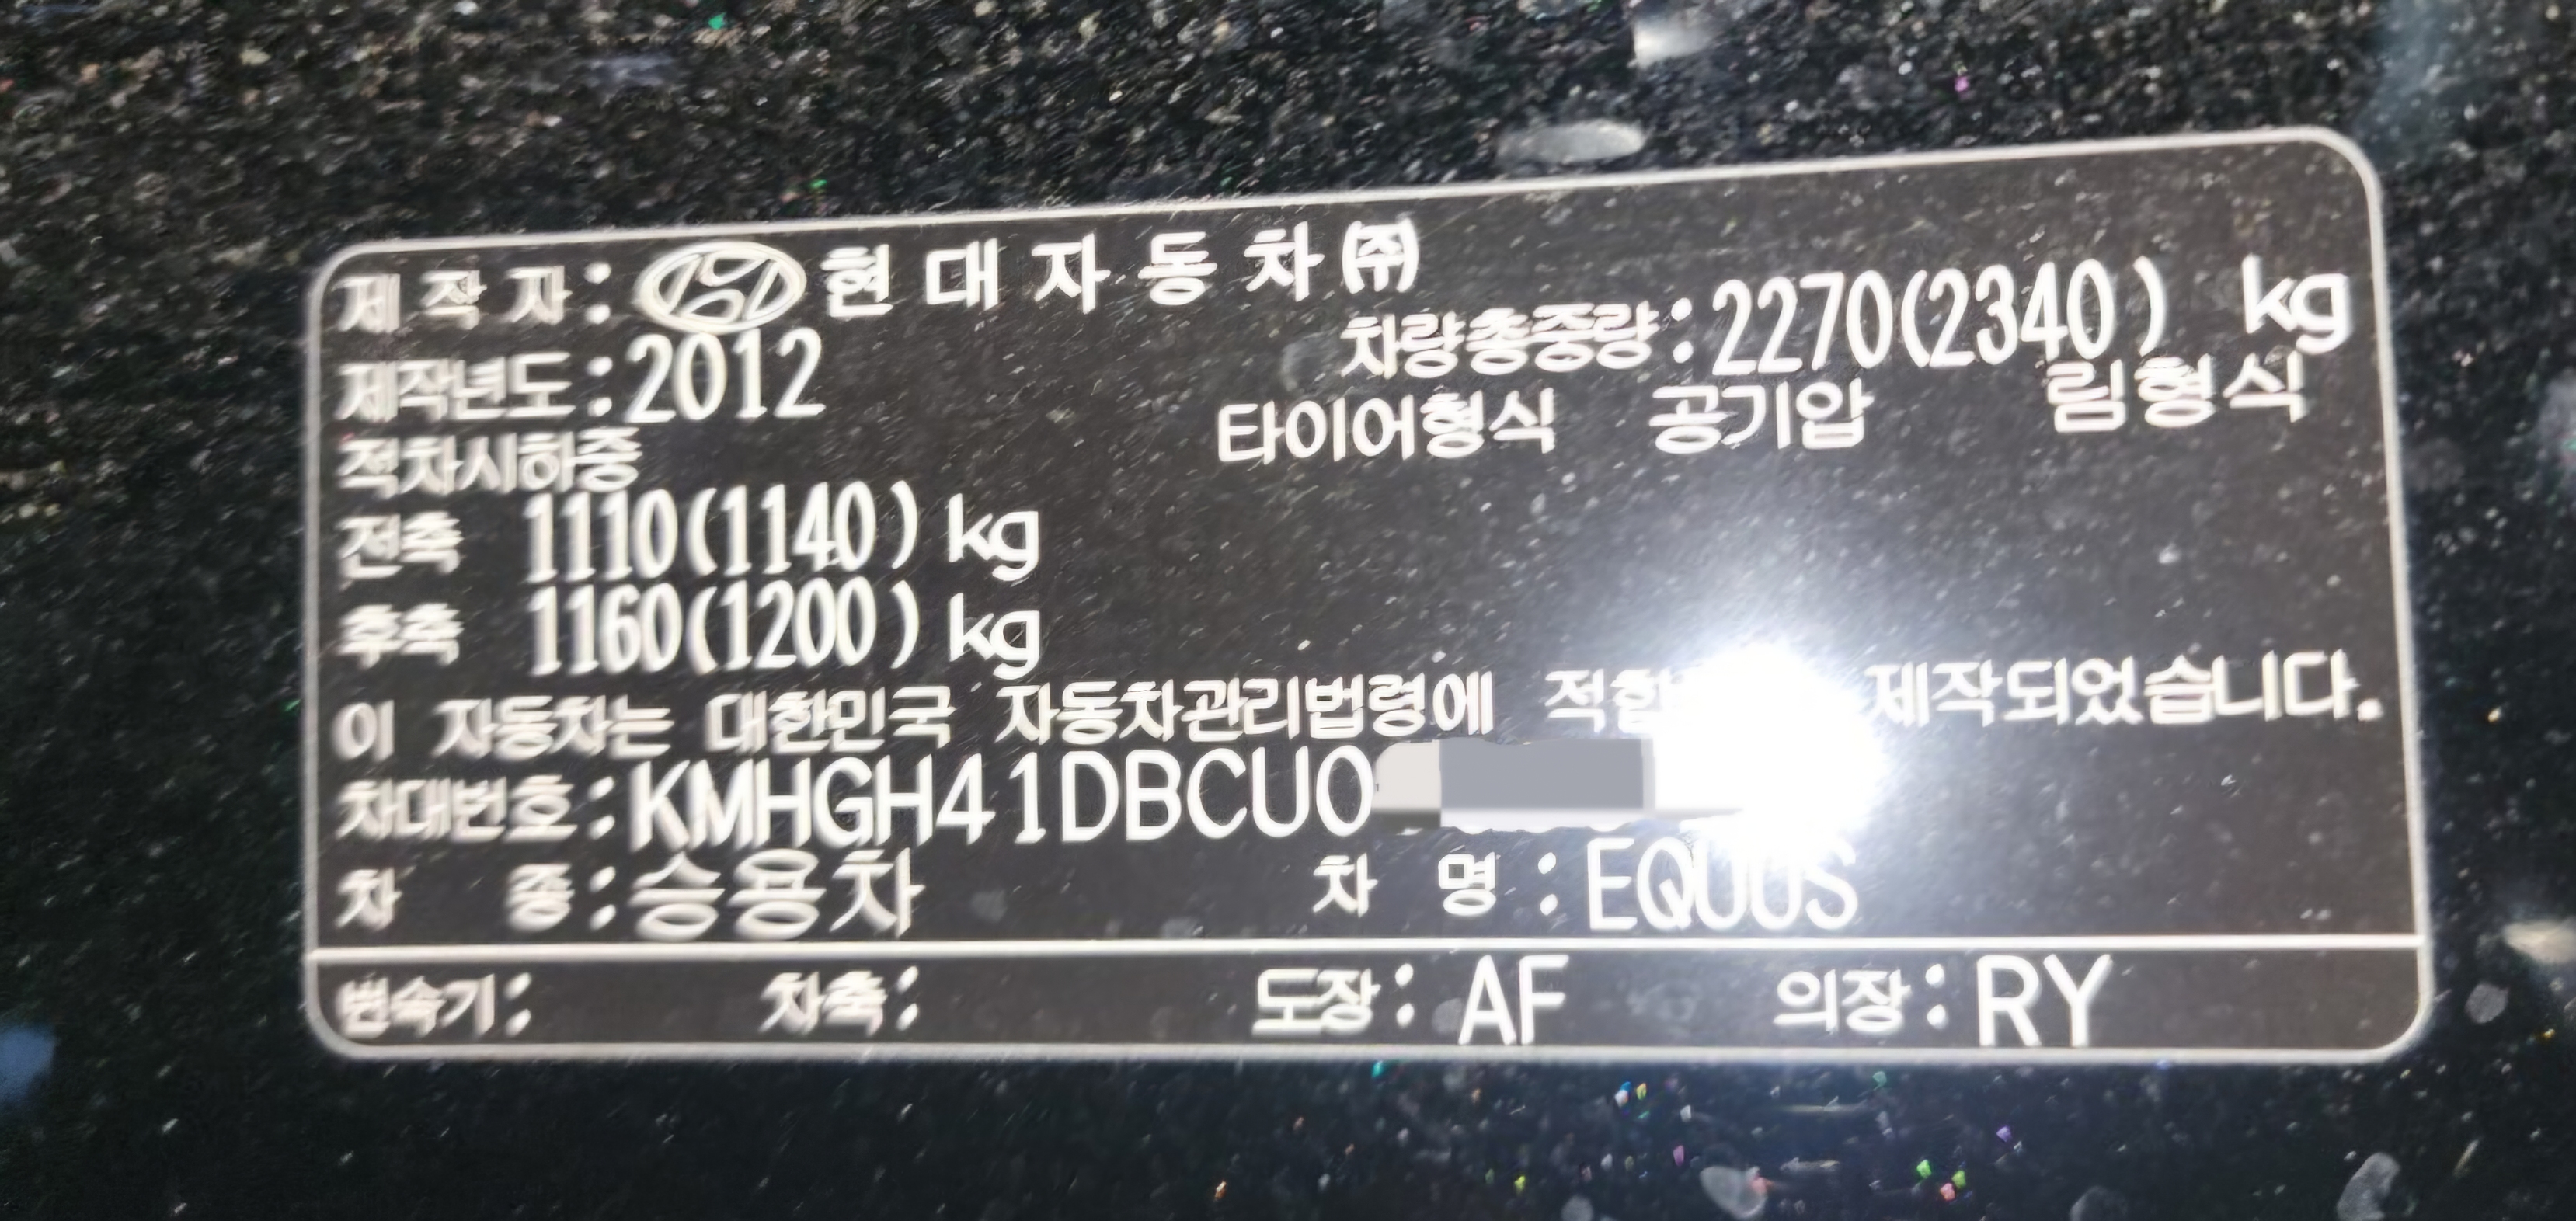 제 작 자 : 현 대 자 동 차 ㈜
차량총중량 : 2270(2340) kg
제작년도 : 2012
타이어형식 공기압 림형식
적차시하중
전축 1110(1140) kg
후축 1160(1200) kg
이 자동차는 대한민국 자동차관리법령에 제작되었습니다.
차대번호 : KMHGH41DBCU0
차 종 : 승용차 차 명 : EQUUS
변속기 : 차축 : 도장 : AF 의장 : RY